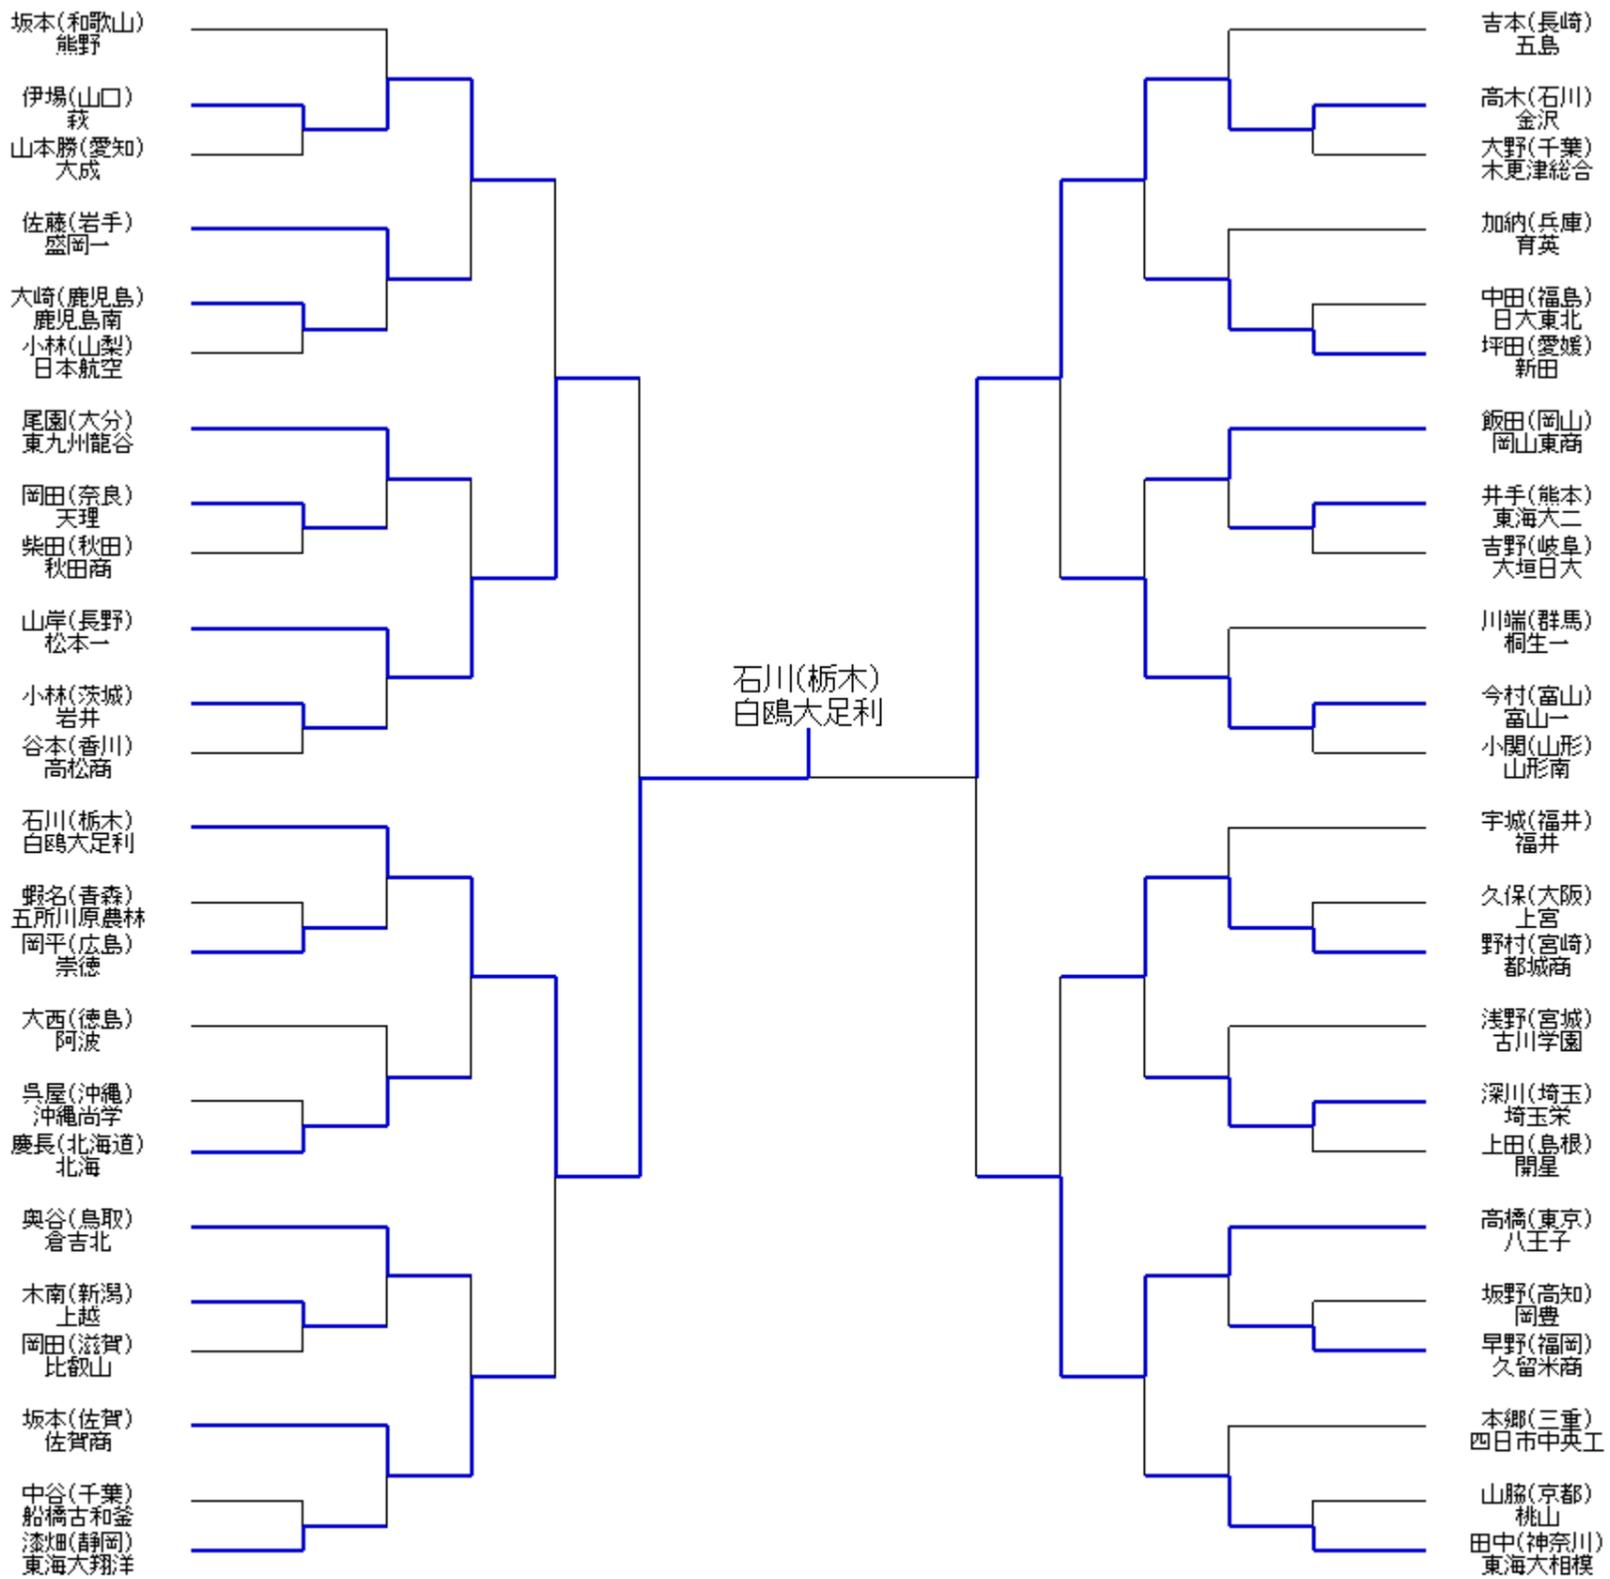 坂本(和歌山)
熊野
伊場(山口)
萩
山本勝(愛知)
大成
佐藤(岩手)
盛岡一
大崎(鹿児島)
鹿児島南
小林(山梨)
日本航空
尾園(大分)
東九州龍谷
岡田(奈良)
天理
柴田(秋田)
秋田商
山岸(長野)
松本一
小林(茨城)
岩井
谷本(香川)
高松商
石川(栃木)
白鴎大足利
蝦名(青森)
五所川原農林
岡平(広島)
崇徳
大西(徳島)
阿波
呉屋(沖縄)
沖縄尚学
慶長(北海道)
北海
奥谷(鳥取)
倉吉北
木南(新潟)
上越
岡田(滋賀)
比叡山
坂本(佐賀)
佐賀商
中谷(千葉)
船橋古和釜
漆畑(静岡)
東海大翔洋
石川(栃木)
白鴎大足利
吉本(長崎)
五島
高木(石川)
金沢
大野(千葉)
木更津総合
加納(兵庫)
育英
中田(福島)
日大東北
坪田(愛媛)
新田
飯田(岡山)
岡山東商
井手(熊本)
東海大二
吉野(岐阜)
大垣日大
川端(群馬)
桐生一
今村(富山)
富山一
小関(山形)
山形南
宇城(福井)
福井
久保(大阪)
上宮
野村(宮崎)
都城商
浅野(宮城)
古川学園
深川(埼玉)
埼玉栄
上田(島根)
開星
高橋(東京)
八王子
坂野(高知)
岡豊
早野(福岡)
久留米商
本郷(三重)
四日市中央工
山脇(京都)
桃山
田中(神奈川)
東海大相模